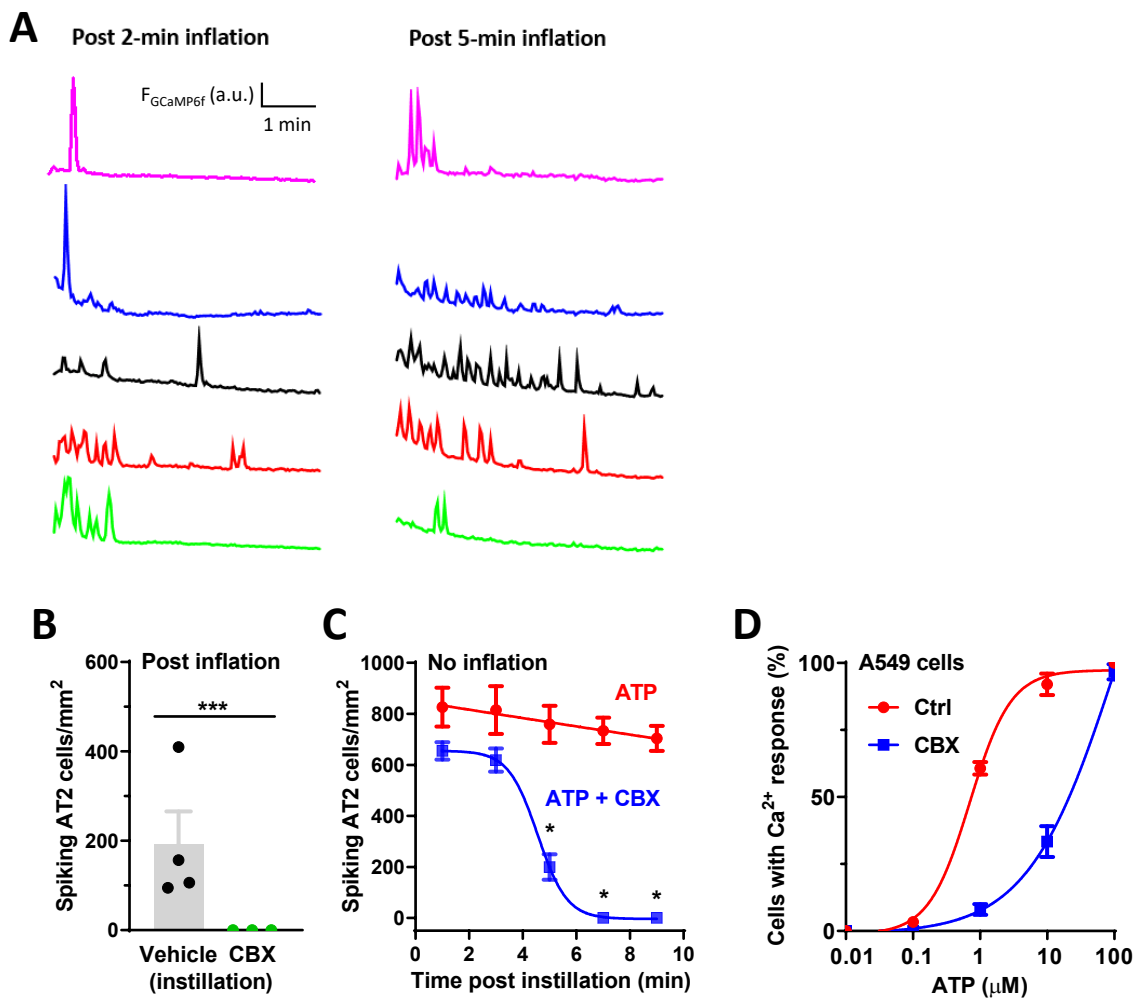 A
Post 2-min inflation
Post 5-min inflation
F_GCaMP6f (a.u.)
1 min
B
Spiking AT2 cells/mm²
600
400
200
0
Post inflation
***
Vehicle CBX
(instillation)
C
Spiking AT2 cells/mm²
1000
800
600
400
200
0
No inflation
ATP
ATP + CBX
*
* *
0 2 4 6 8 10
Time post instillation (min)
D
Cells with Ca²⁺ response (%)
100
50
0
A549 cells
Ctrl
CBX
0.01 0.1 1 10 100
ATP (μM)